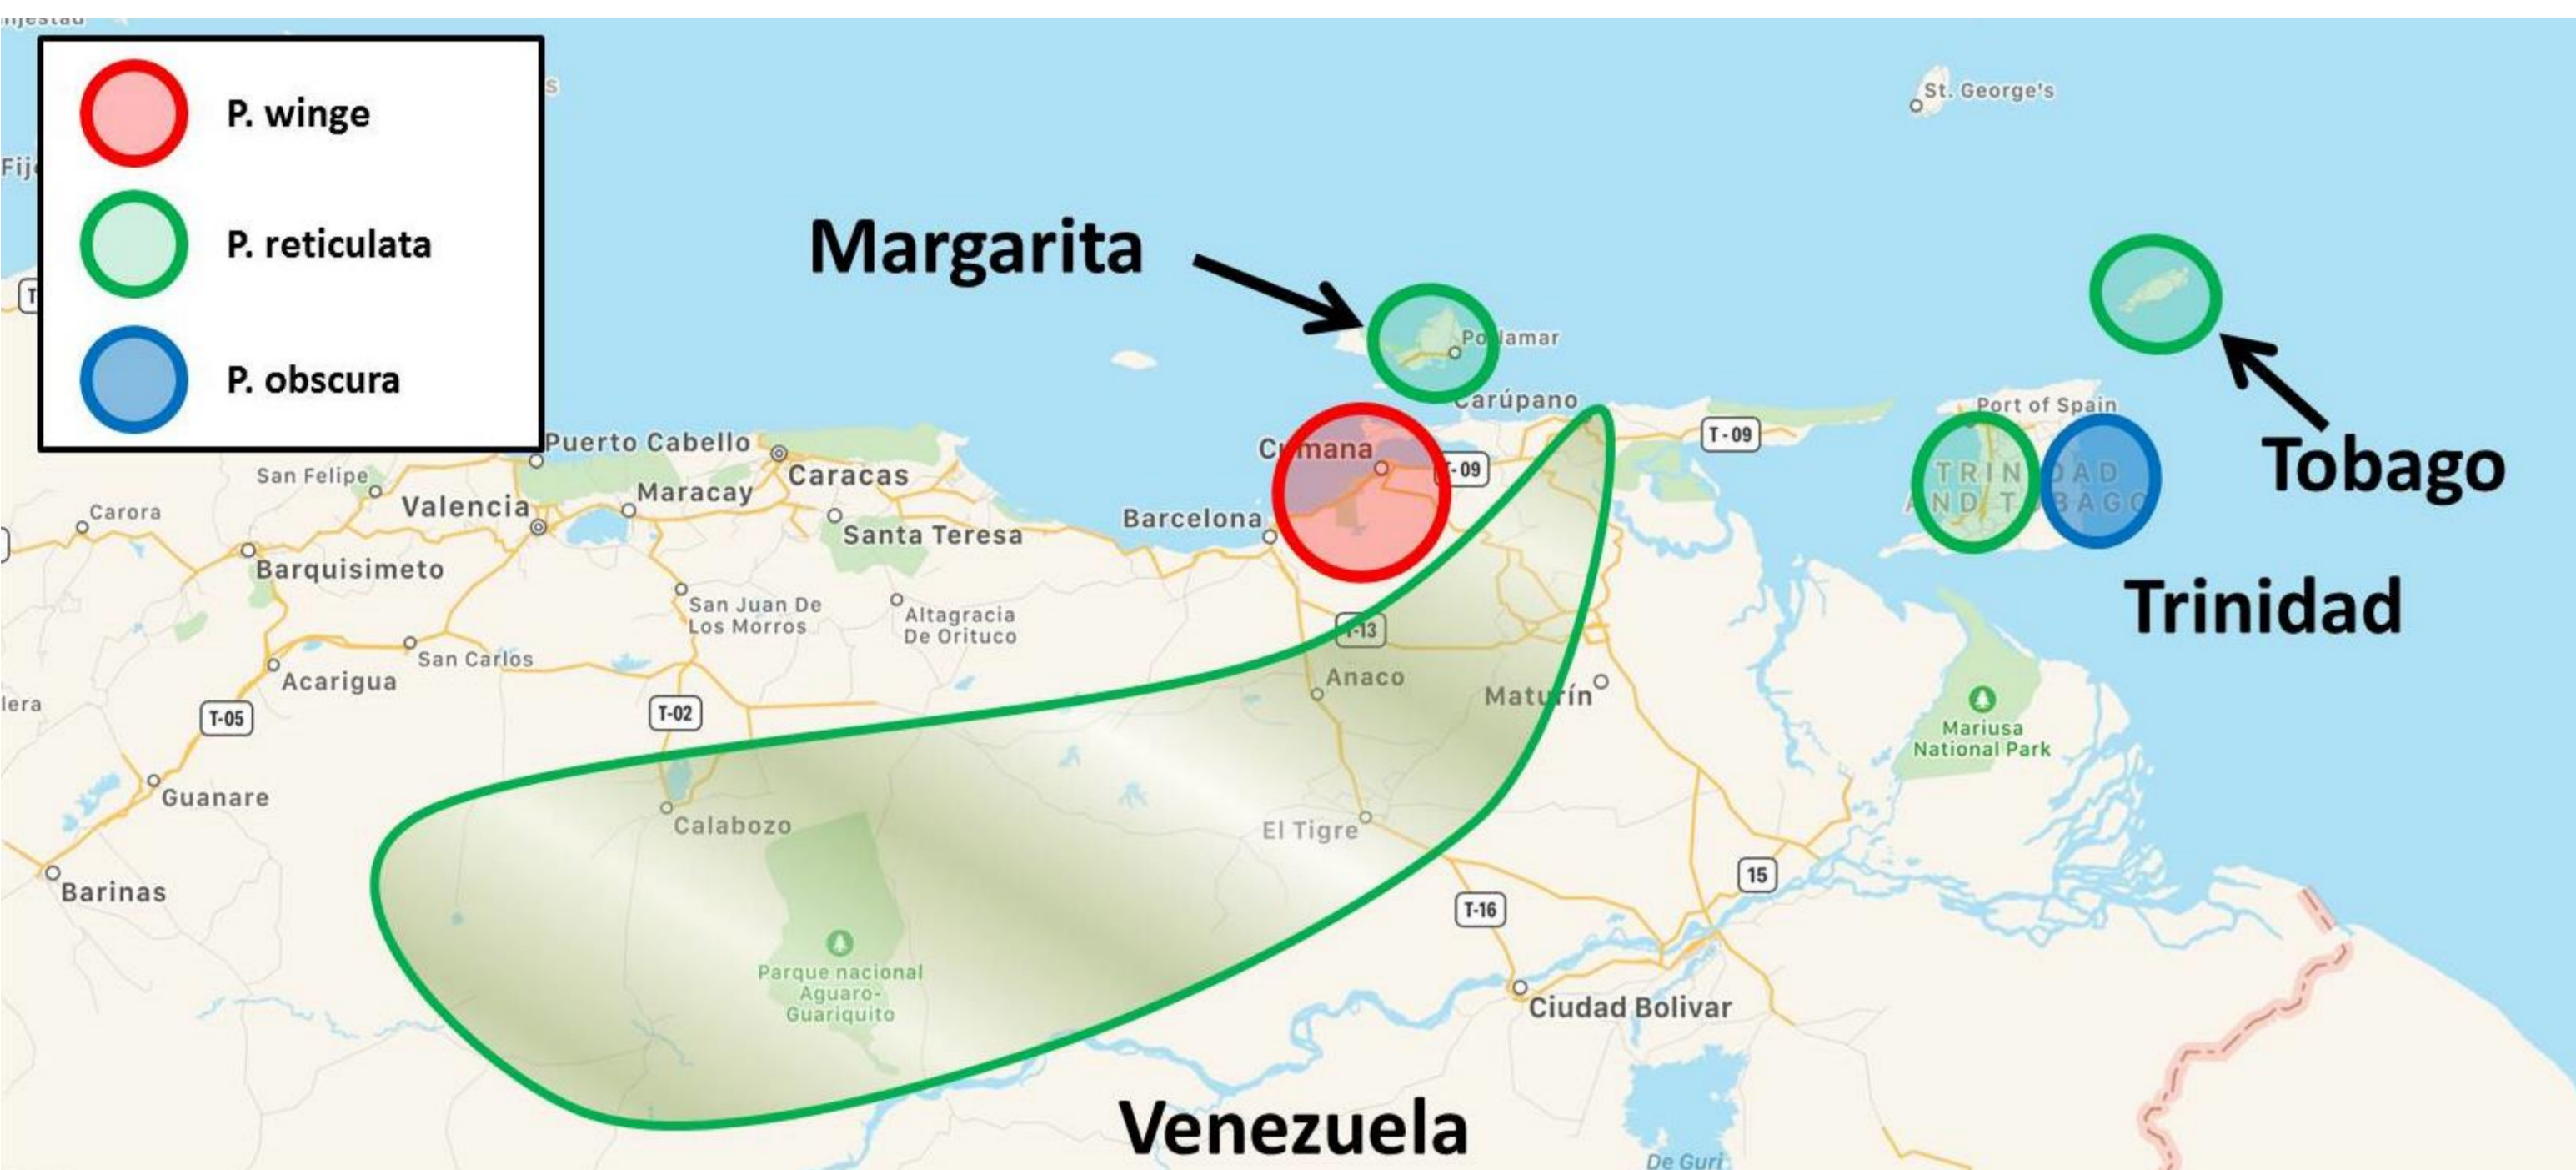 P. winge
P. reticulata
P. obscura
St. George's
Margarita
Porlamar
Carúpano
T-09
Port of Spain
Tobago
Puerto Cabello
Cumana
T-09
San Felipe
Caracas
TRINIDAD
AND TOBAGO
Valencia
Maracay
Carora
Barcelona
Santa Teresa
Barquisimeto
Trinidad
San Juan De
Los Morros
Altagracia
De Orituco
T-13
San Carlos
Acarigua
Anaco
Maturín
T-05
T-02
Mariusa
National Park
Guanare
Calabozo
El Tigre
15
Barinas
T-16
Parque nacional
Aguaro-
Guariquito
Ciudad Bolivar
Venezuela
De Guri